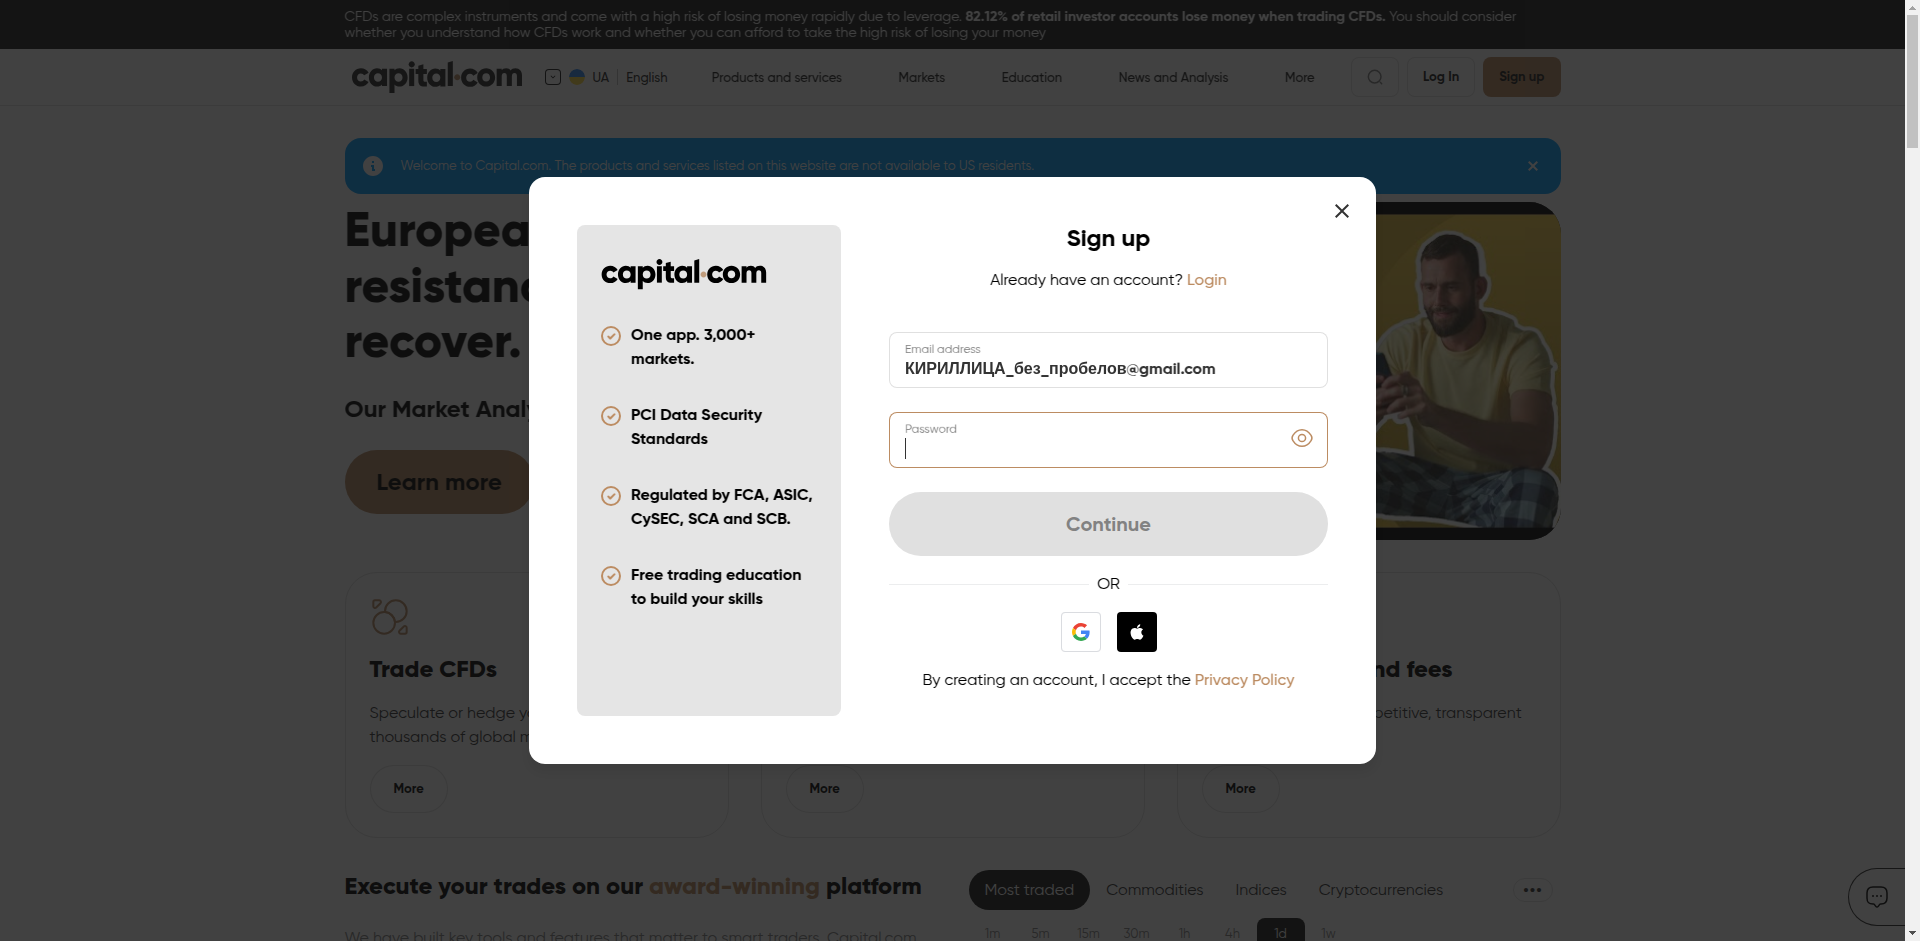 CFDs are complex instruments and come with a high risk of losing money rapidly due to leverage. 82.12% of retail investor accounts lose money when trading CFDs. You should consider
whether you understand how CFDs work and whether you can afford to take the high risk of losing your money
capital.com UA English Products and services Markets Education News and Analysis More Log In Sign up
Welcome to Capital.com. The products and services listed on this website are not available to US residents.
Europea
resistanc
recover.
Our Market Analy
Learn more
capital.com
One app. 3,000+
markets.
PCI Data Security
Standards
Regulated by FCA, ASIC,
CySEC, SCA and SCB.
Free trading education
to build your skills
Sign up
Already have an account? Login
Email address
КИРИЛЛИЦА_без_пробелов@gmail.com
Password
Continue
OR
By creating an account, I accept the Privacy Policy
Trade CFDs
Speculate or hedge y
thousands of global m
More
More
nd fees
petitive, transparent
More
Execute your trades on our award-winning platform
We have built key tools and features that matter to smart traders. Capital.com
Most traded Commodities Indices Cryptocurrencies
1m 5m 15m 30m 1h 4h 1d 1w